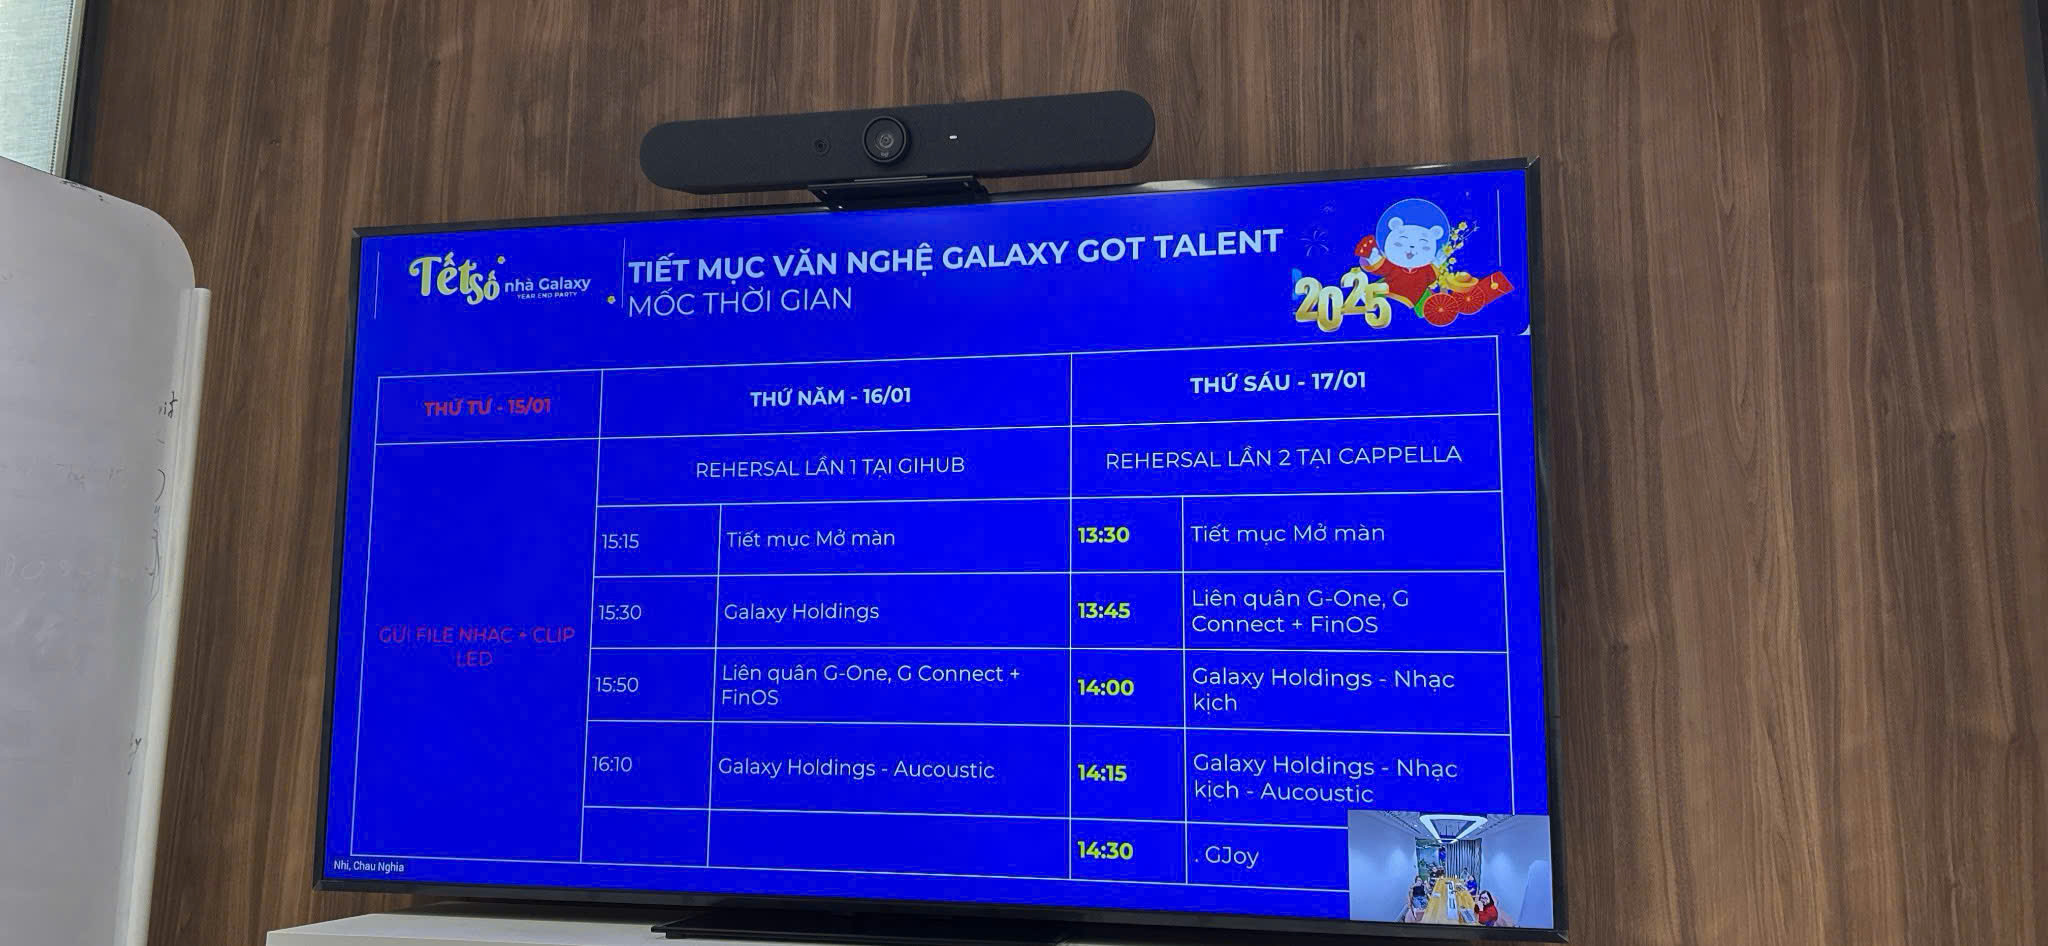 Tết số nhà Galaxy
YEAR END PARTY
TIẾT MỤC VĂN NGHỆ GALAXY GOT TALENT
MỐC THỜI GIAN
2025
THỨ TƯ - 15/01
THỨ NĂM - 16/01
THỨ SÁU - 17/01
REHERSAL LẦN 1 TẠI GIHUB
REHERSAL LẦN 2 TẠI CAPPELLA
GỬI FILE NHẠC + CLIP
LED
15:15
Tiết mục Mở màn
13:30
Tiết mục Mở màn
15:30
Galaxy Holdings
13:45
Liên quân G-One, G
Connect + FinOS
15:50
Liên quân G-One, G Connect +
FinOS
14:00
Galaxy Holdings - Nhạc
kịch
16:10
Galaxy Holdings - Aucoustic
14:15
Galaxy Holdings - Nhạc
kịch - Aucoustic
14:30
. GJoy
Nhi, Chau Nghia